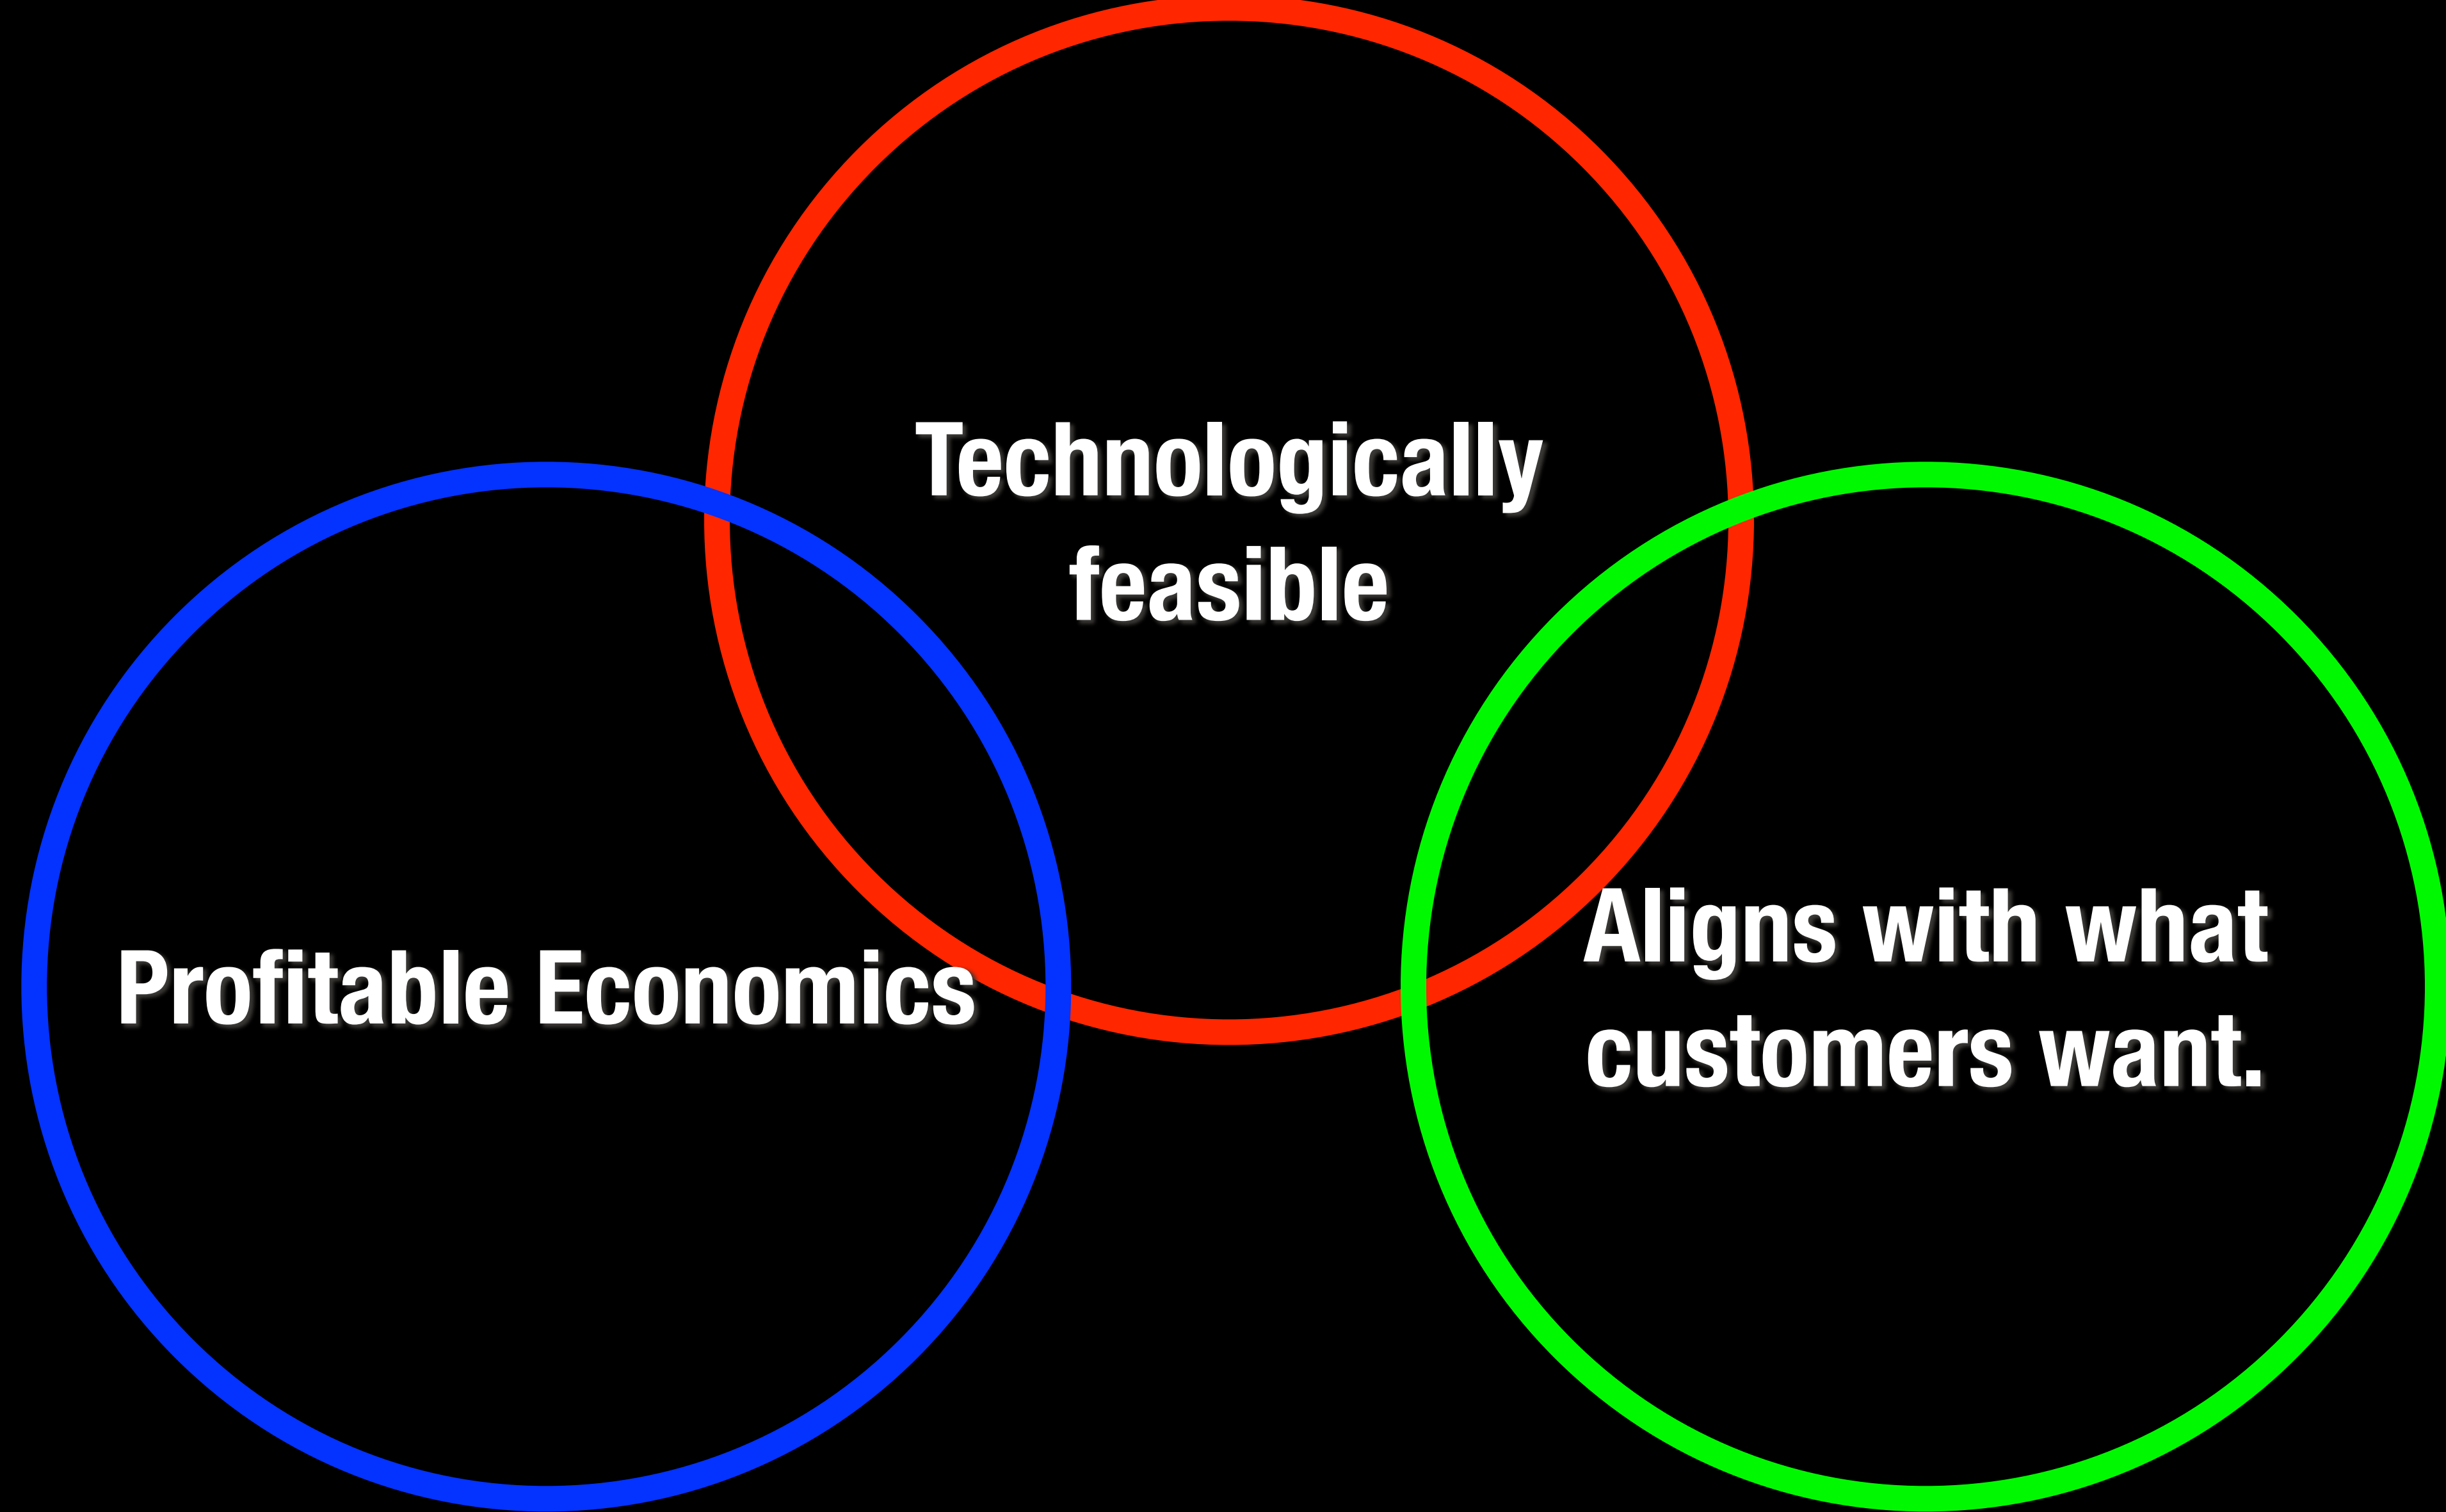 Technologically
feasible
Profitable Economics
Aligns with what
customers want.